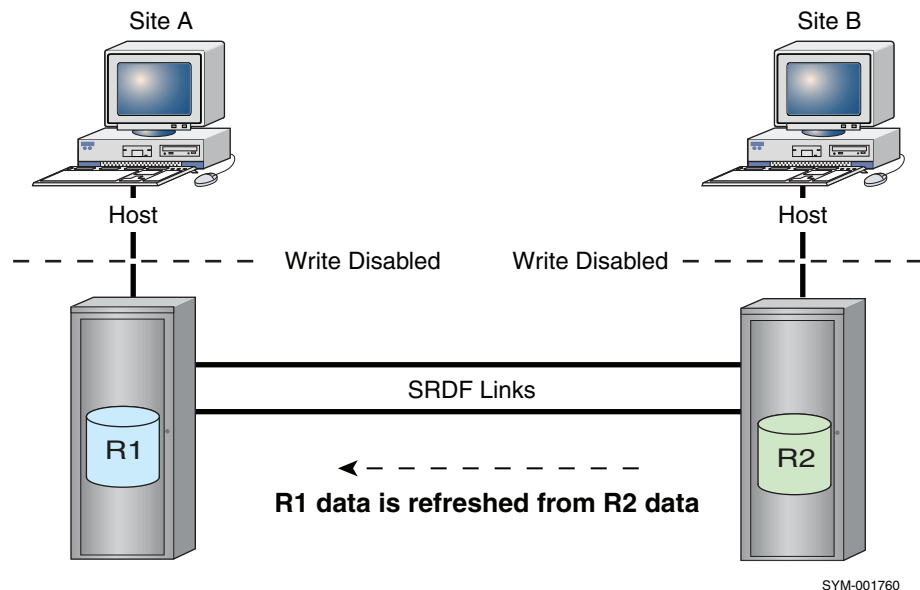 Site A
Site B
Host
Host
Write Disabled
Write Disabled
SRDF Links
R1
R2
R1 data is refreshed from R2 data
SYM-001760